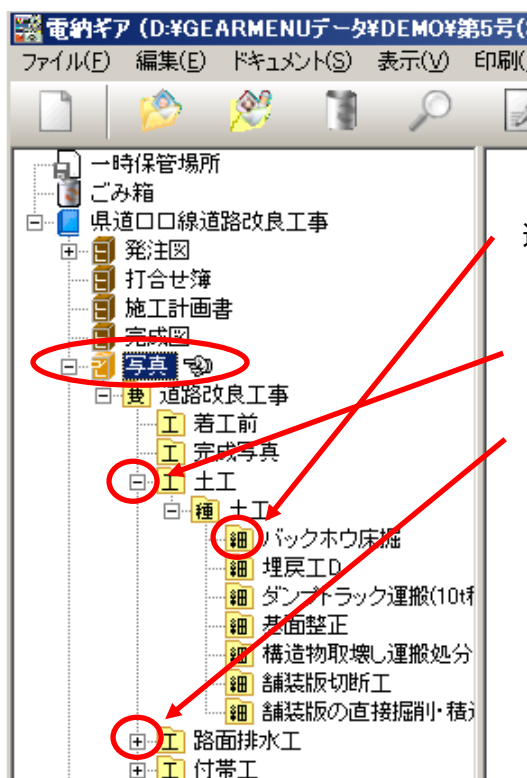 電納ギア (D:¥GEARMENUデータ¥DEMO¥第5号(
ファイル(F) 編集(E) ドキュメント(S) 表示(V) 印刷(
一時保管場所
ごみ箱
県道口口線道路改良工事
発注図
打合せ簿
施工計画書
完成図
写真
費 道路改良工事
工 着工前
工 完成写真
工 土工
種 土工
細 バックホウ床掘
細 埋戻工D
細 ダンプトラック運搬(10t
細 基面整正
細 構造物取壊し運搬処分
細 舗装版切断工
細 舗装版の直接掘削・積
工 路面排水工
工 付帯工